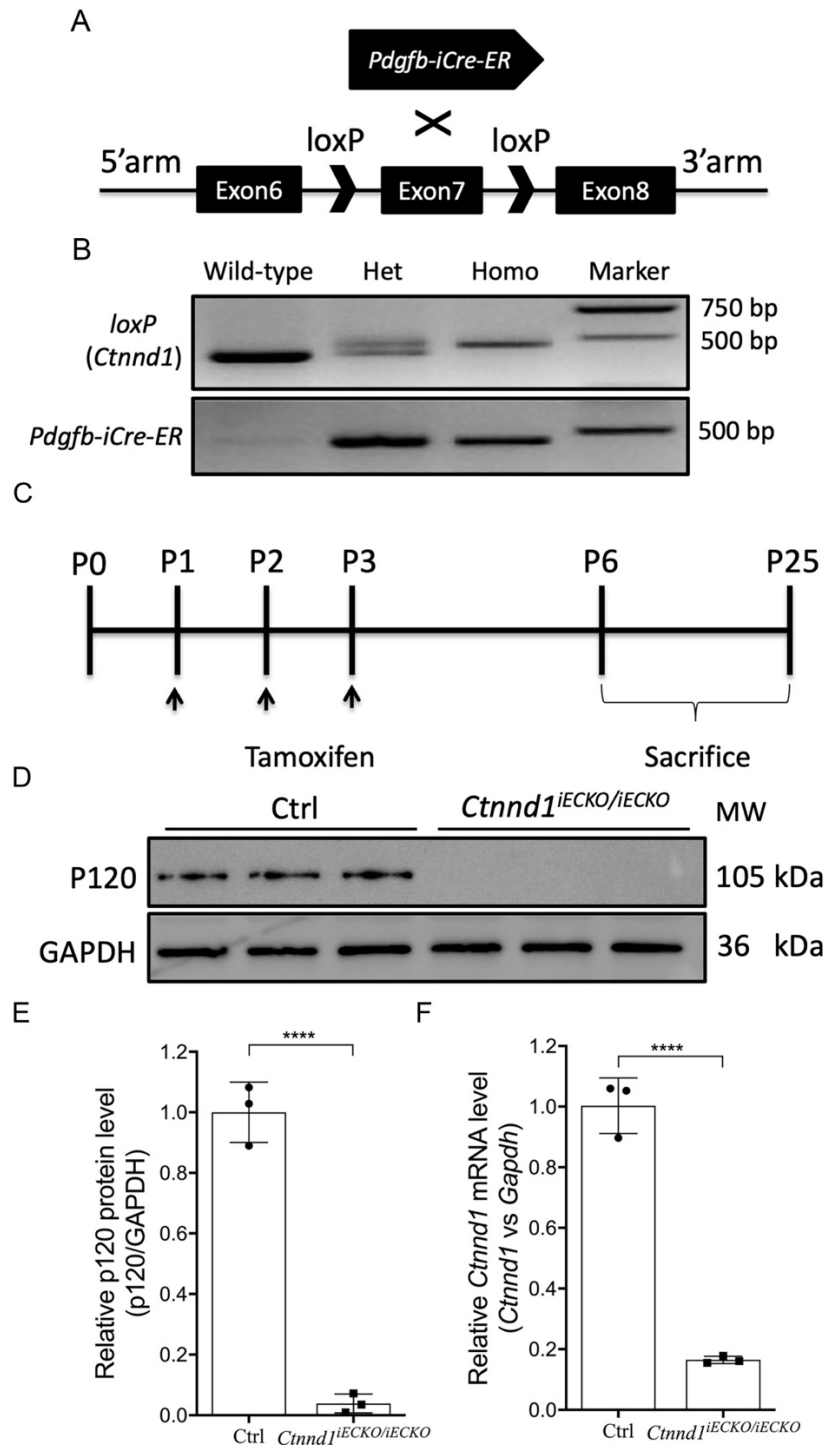 A
Pdgfb-iCre-ER
loxP loxP
5'arm Exon6 Exon7 Exon8 3'arm
B
Wild-type Het Homo Marker
loxP
(Ctnnd1)
750 bp
500 bp
Pdgfb-iCre-ER 500 bp
C
P0 P1 P2 P3 P6 P25
Tamoxifen Sacrifice
D
Ctrl Ctnnd1iECKO/iECKO MW
P120 105 kDa
GAPDH 36 kDa
E
Relative p120 protein level
(p120/GAPDH)
1.2
1.0
0.8
0.6
0.4
0.2
0.0
****
Ctrl Ctnnd1iECKO/iECKO
F
Relative Ctnnd1 mRNA level
(Ctnnd1 vs Gapdh)
1.2
1.0
0.8
0.6
0.4
0.2
0.0
****
Ctrl Ctnnd1iECKO/iECKO